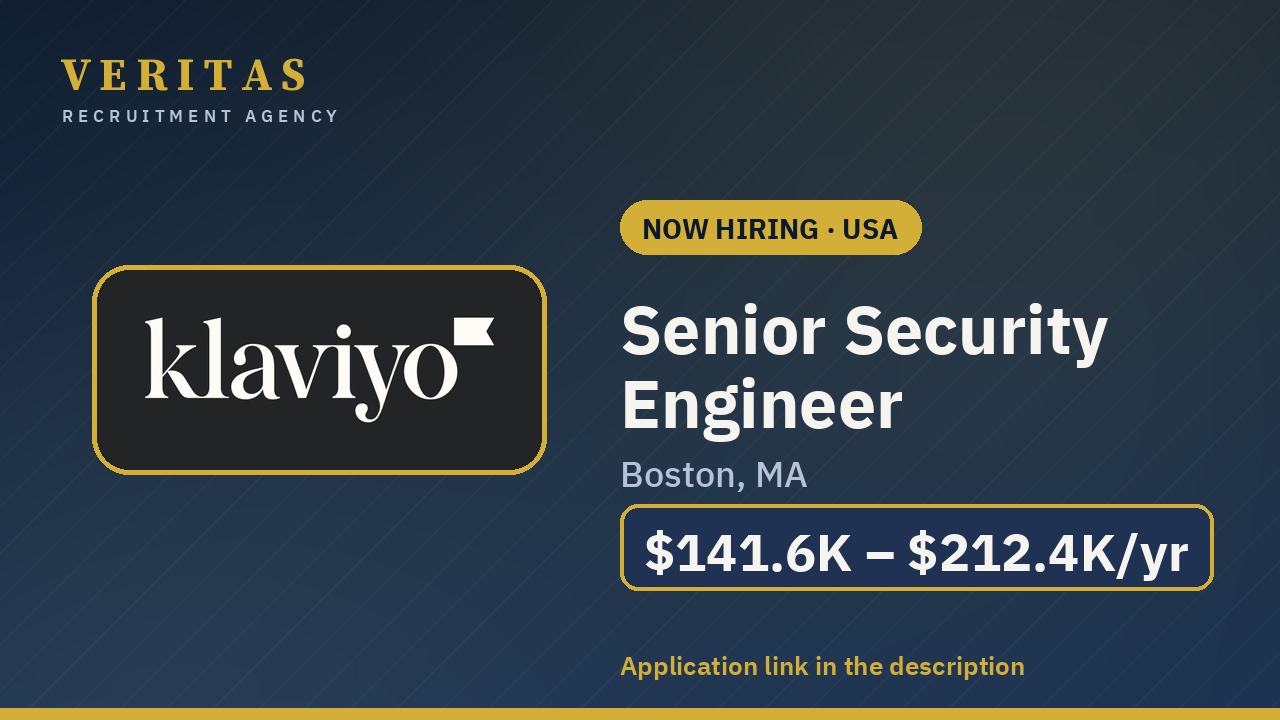 VERITAS
RECRUITMENT AGENCY
klaviyo
NOW HIRING · USA
Senior Security
Engineer
Boston, MA
$141.6K – $212.4K/yr
Application link in the description